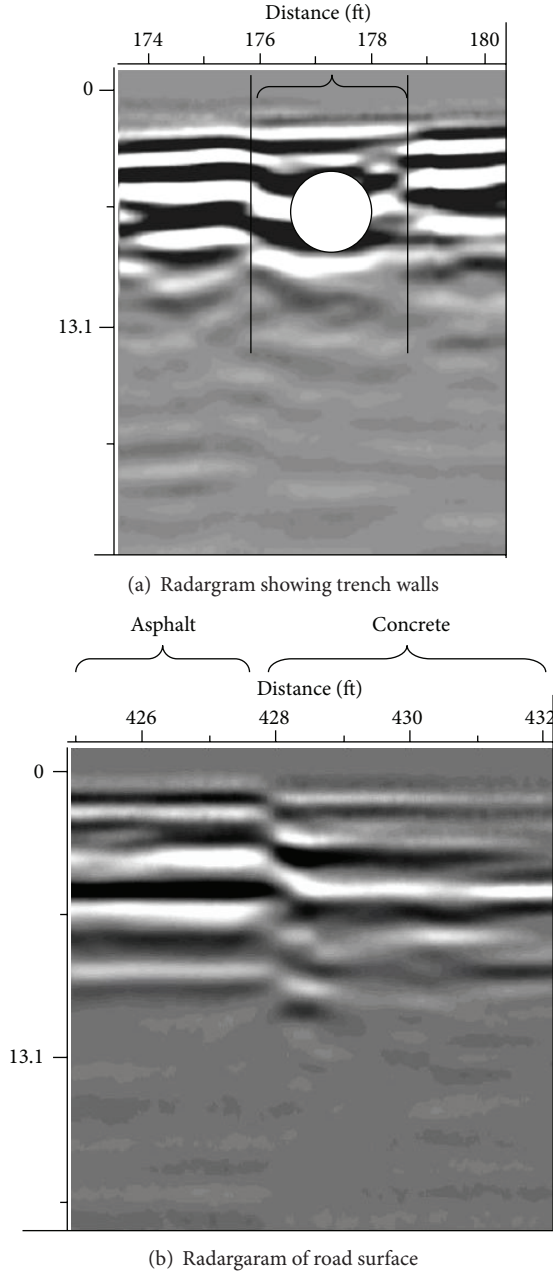 Distance (ft)
174 176 178 180
0
13.1
(a) Radargram showing trench walls
Asphalt Concrete
Distance (ft)
426 428 430 432
0
13.1
(b) Radargaram of road surface